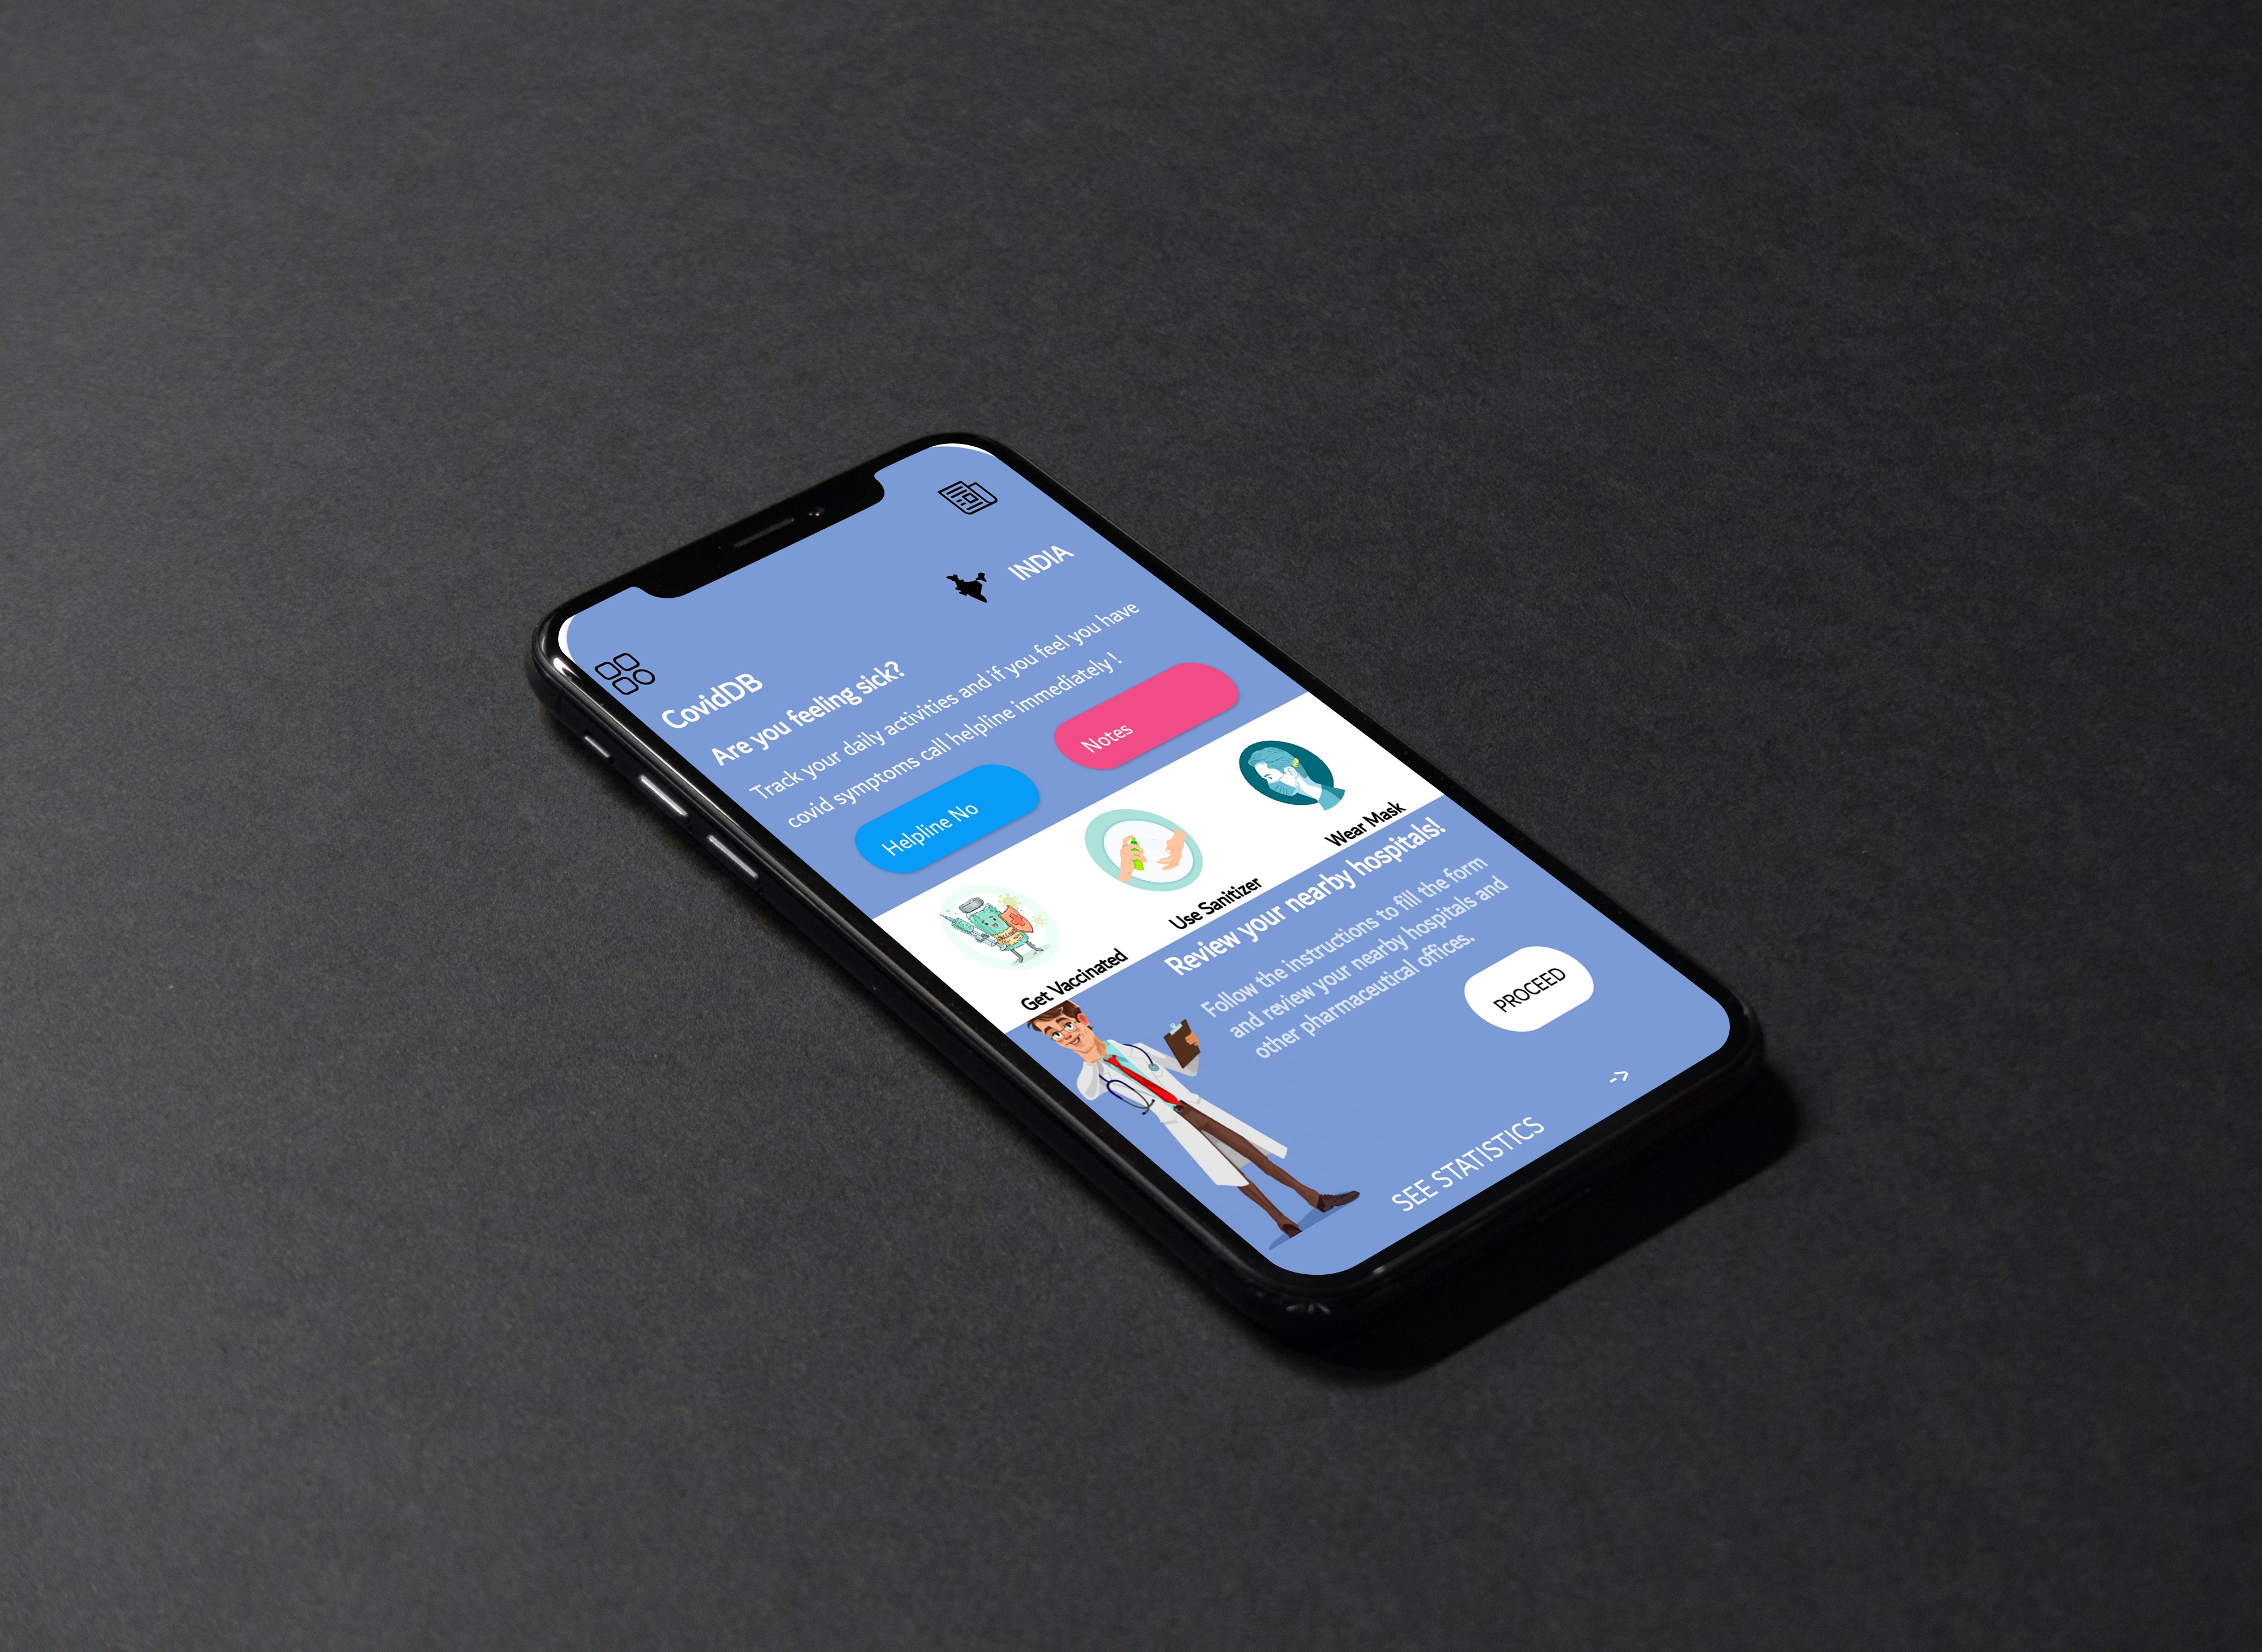 CovidDB
INDIA
Are you feeling sick?
Track your daily activities and if you feel you have
covid symptoms call helpline immediately !
Helpline No
Notes
Get Vaccinated
Use Sanitizer
Wear Mask
Review your nearby hospitals!
Follow the instructions to fill the form
and review your nearby hospitals and
other pharmaceutical offices.
PROCEED
SEE STATISTICS
->